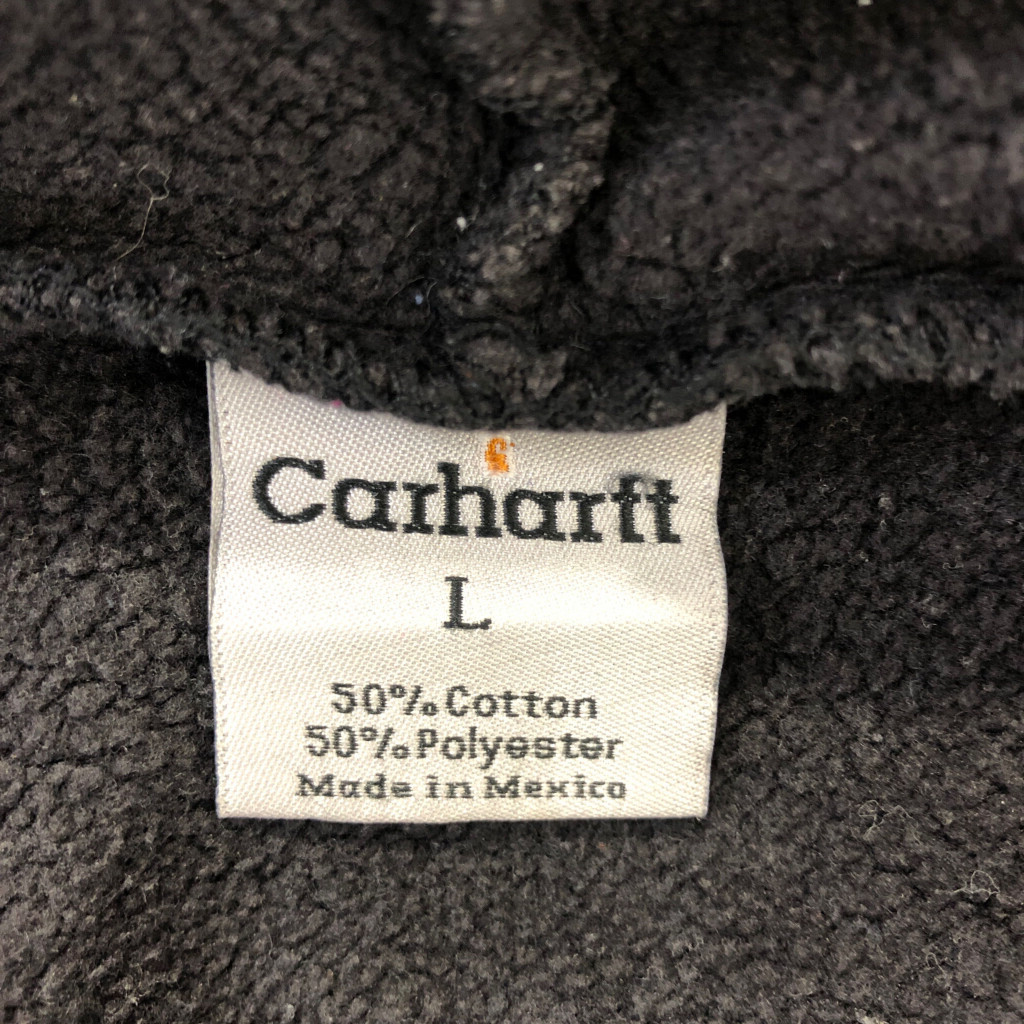 Carhartt
L
50% Cotton
50% Polyester
Made in Mexico